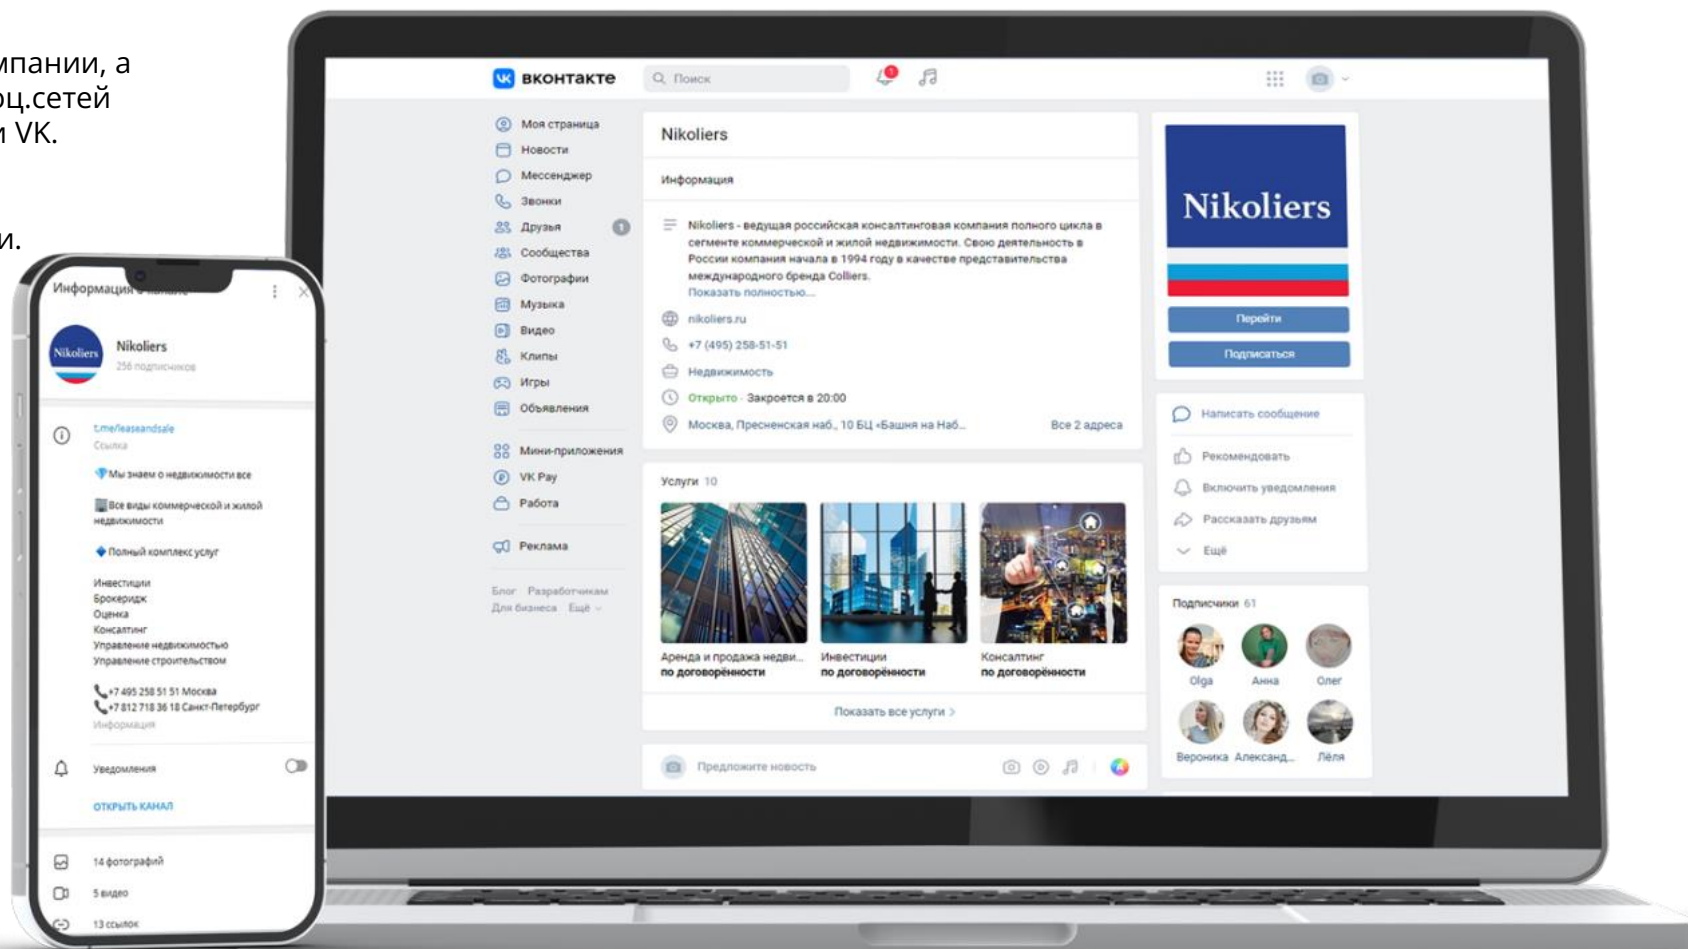 мпании, а
оц.сетей
и VK.
и.
Информация о канале
Nikoliers
Nikoliers
256 подписчиков
t.me/leaseandsale
Ссылка
Мы знаем о недвижимости все
Все виды коммерческой и жилой
недвижимости
Полный комплекс услуг
Инвестиции
Брокеридж
Оценка
Консалтинг
Управление недвижимостью
Управление строительством
+7 495 258 51 51 Москва
+7 812 718 36 18 Санкт-Петербург
Информация
Уведомления
ОТКРЫТЬ КАНАЛ
14 фотографий
5 видео
13 ссылок
вконтакте
Поиск
1
Моя страница
Новости
Мессенджер
Звонки
Друзья 1
Сообщества
Фотографии
Музыка
Видео
Клипы
Игры
Объявления
Мини-приложения
VK Pay
Работа
Реклама
Блог Разработчикам
Для бизнеса Ещё
Nikoliers
Информация
Nikoliers - ведущая российская консалтинговая компания полного цикла в
сегменте коммерческой и жилой недвижимости. Свою деятельность в
России компания начала в 1994 году в качестве представительства
международного бренда Colliers.
Показать полностью...
nikoliers.ru
+7 (495) 258-51-51
Недвижимость
Открыто · Закроется в 20:00
Москва, Пресненская наб., 10 БЦ «Башня на Наб... Все 2 адреса
Услуги 10
Аренда и продажа недви...
по договорённости
Инвестиции
по договорённости
Консалтинг
по договорённости
Показать все услуги
Предложите новость
Nikoliers
Перейти
Подписаться
Написать сообщение
Рекомендовать
Включить уведомления
Рассказать друзьям
Ещё
Подписчики 61
Olga Анна Олег
Вероника Александ... Лёля